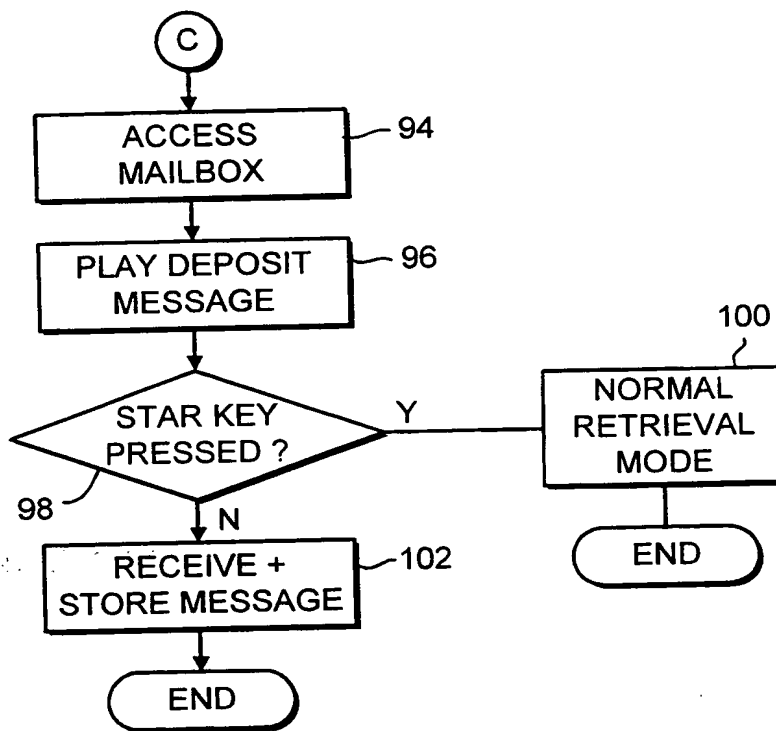 C
ACCESS
MAILBOX
94
PLAY DEPOSIT
MESSAGE
96
STAR KEY
PRESSED ?
98
Y
100
NORMAL
RETRIEVAL
MODE
END
N
RECEIVE +
STORE MESSAGE
102
END